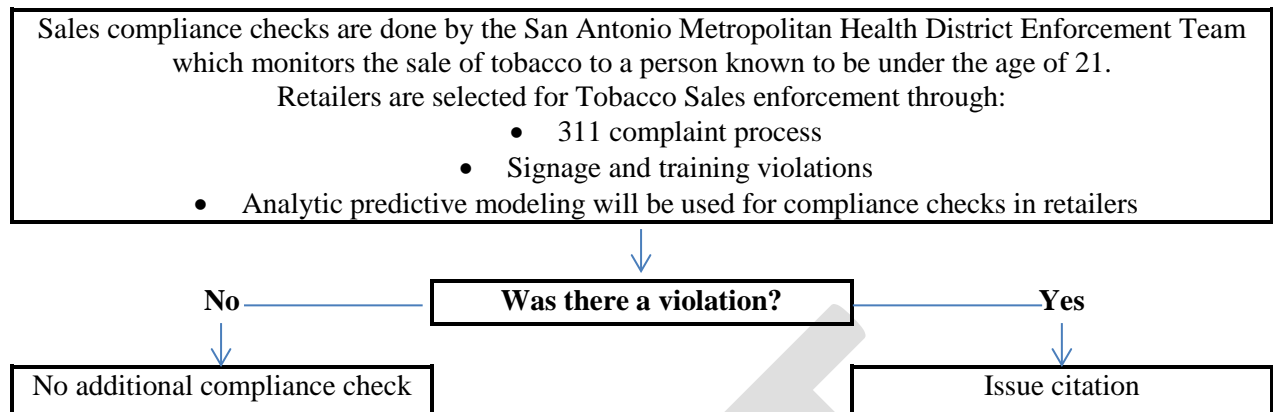 Sales compliance checks are done by the San Antonio Metropolitan Health District Enforcement Team
which monitors the sale of tobacco to a person known to be under the age of 21.
Retailers are selected for Tobacco Sales enforcement through:
• 311 complaint process
• Signage and training violations
• Analytic predictive modeling will be used for compliance checks in retailers
No Was there a violation? Yes
No additional compliance check Issue citation